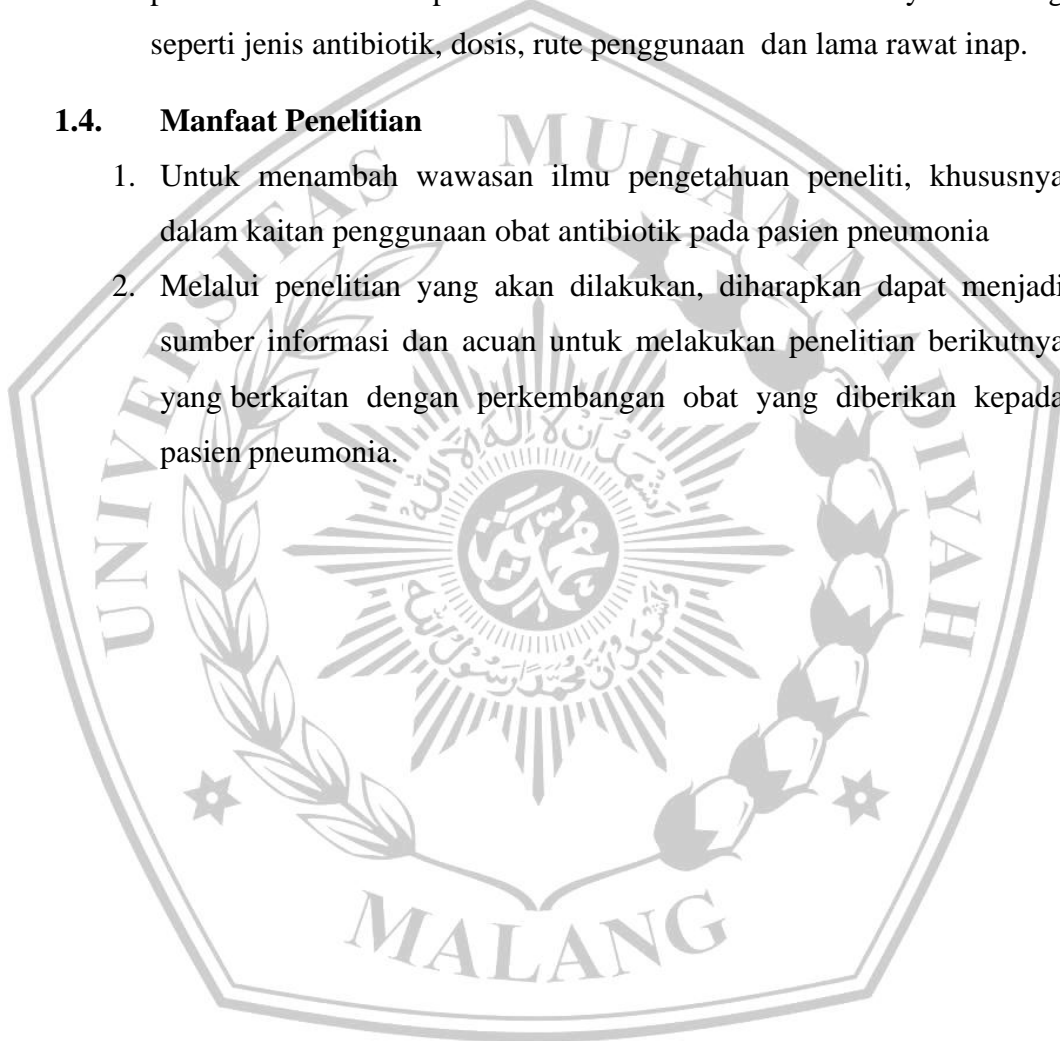 seperti jenis antibiotik, dosis, rute penggunaan dan lama rawat inap.
1.4. Manfaat Penelitian
1. Untuk menambah wawasan ilmu pengetahuan peneliti, khususnya
dalam kaitan penggunaan obat antibiotik pada pasien pneumonia
2. Melalui penelitian yang akan dilakukan, diharapkan dapat menjadi
sumber informasi dan acuan untuk melakukan penelitian berikutnya
yang berkaitan dengan perkembangan obat yang diberikan kepada
pasien pneumonia.
UNIVERSITAS MUHAMMADIYAH
MALANG